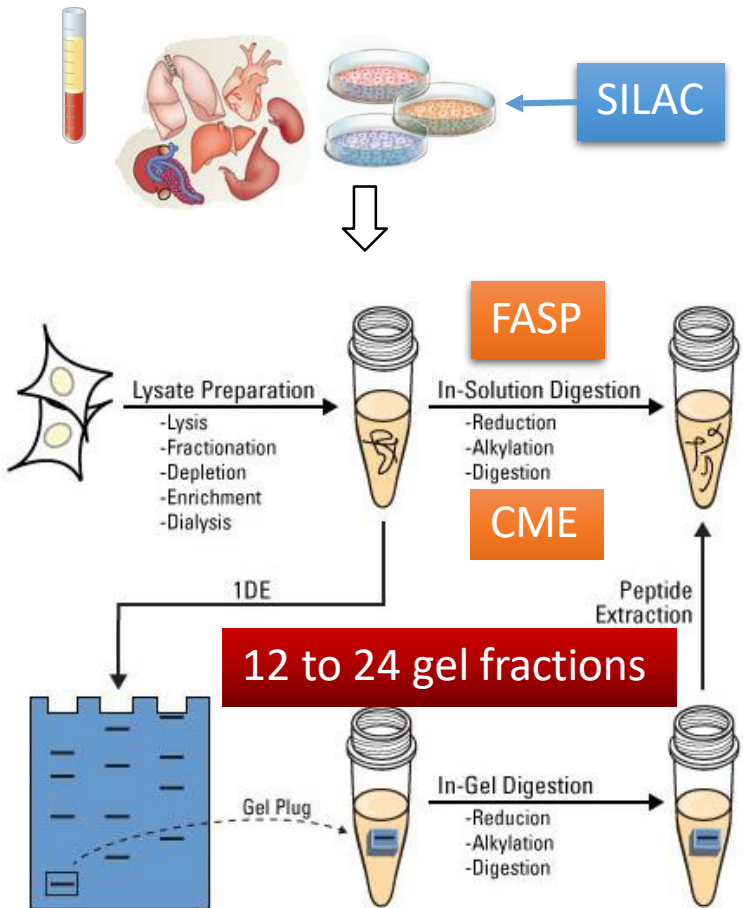 SILAC
FASP
Lysate Preparation
-Lysis
-Fractionation
-Depletion
-Enrichment
-Dialysis
In-Solution Digestion
-Reduction
-Alkylation
-Digestion
CME
1DE
Peptide
Extraction
12 to 24 gel fractions
Gel Plug
In-Gel Digestion
-Reducion
-Alkylation
-Digestion